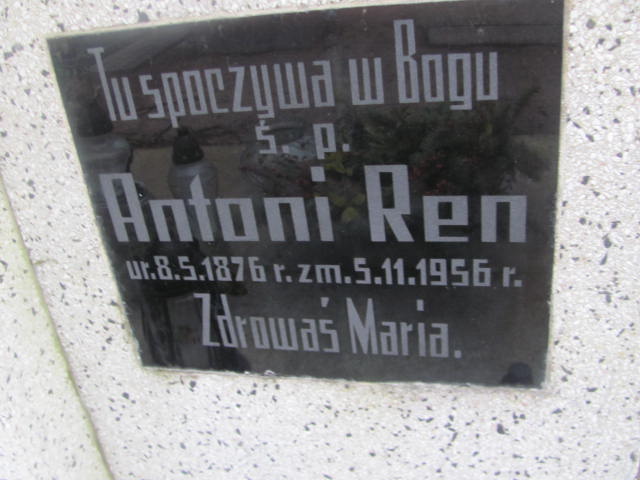 Tu spoczywa w Bogu
ś. p.
Antoni Ren
ur.8.5.1876 r. zm.5.11.1956 r.
Zdrowaś Maria.